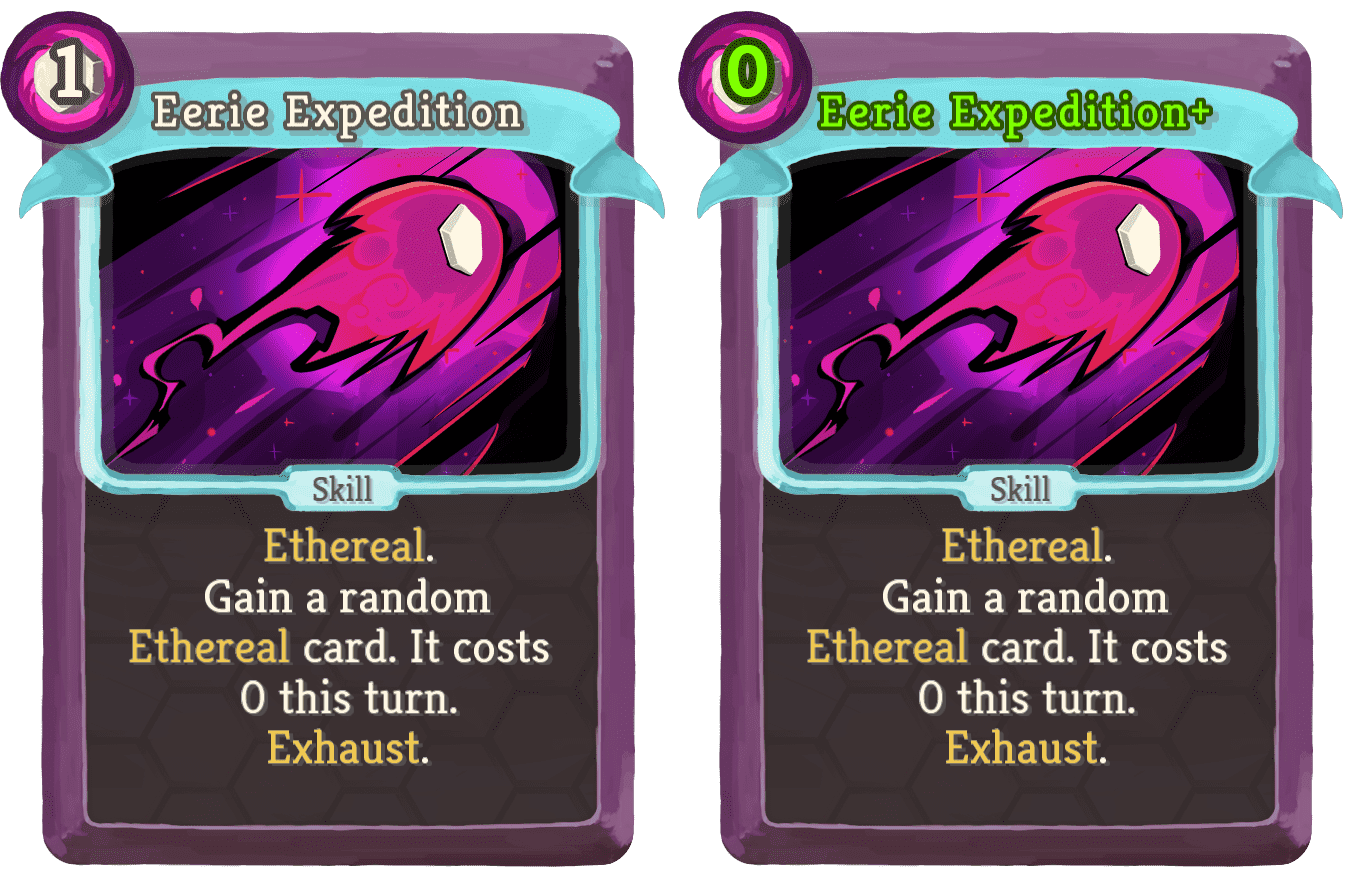 1
Eerie Expedition
Skill
Ethereal.
Gain a random
Ethereal card. It costs
0 this turn.
Exhaust.
0
Eerie Expedition+
Skill
Ethereal.
Gain a random
Ethereal card. It costs
0 this turn.
Exhaust.